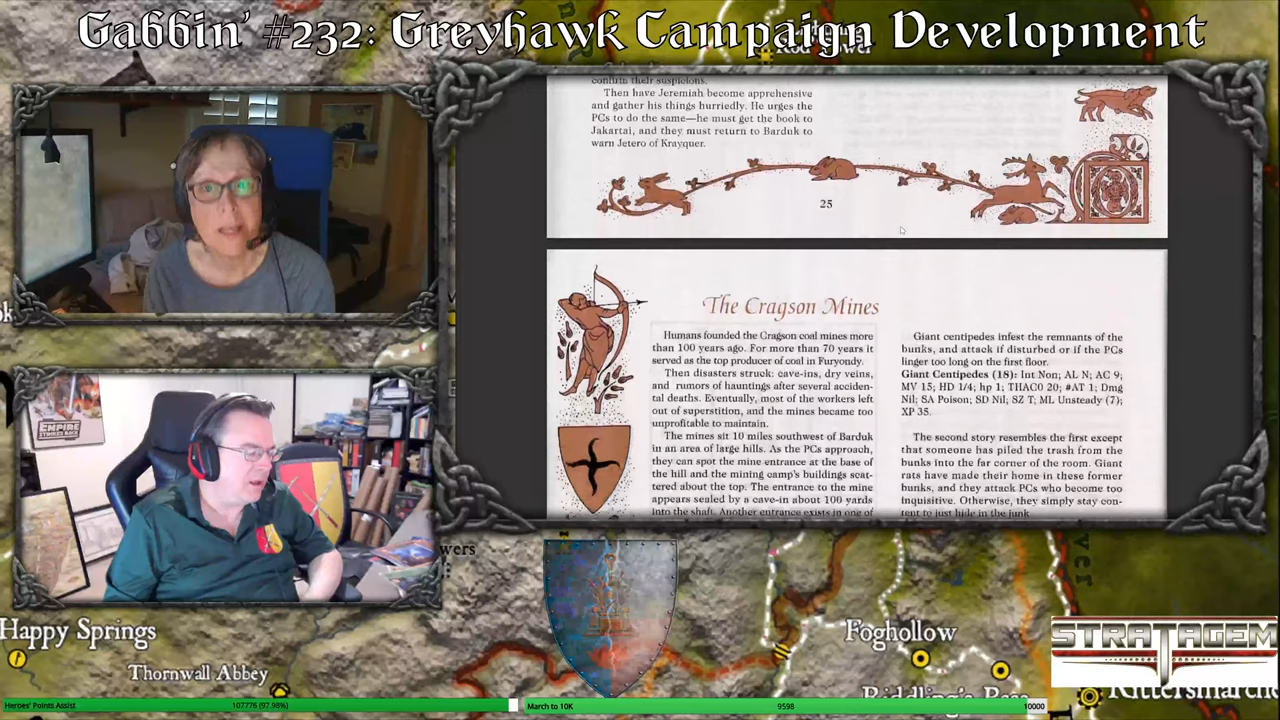 Gabbin' #232: Greyhawk Campaign Development
confirm their suspicions.
Then have Jeremiah become apprehensive
and gather his things hurriedly. He urges the
PCs to do the same—he must get the book to
Jakartai, and they must return to Barduk to
warn Jetero of Krayquer.
25
The Cragson Mines
Humans founded the Cragson coal mines more
than 100 years ago. For more than 70 years it
served as the top producer of coal in Furyondy.
Then disasters struck: cave-ins, dry veins,
and rumors of hauntings after several acciden-
tal deaths. Eventually, most of the workers left
out of superstition, and the mines became too
unprofitable to maintain.
The mines sit 10 miles southwest of Barduk
in an area of large hills. As the PCs approach,
they can spot the mine entrance at the base of
the hill and the mining camp's buildings scat-
tered about the top. The entrance to the mine
appears sealed by a cave-in about 100 yards
into the shaft. Another entrance exists in one of
Giant centipedes infest the remnants of the
bunks, and attack if disturbed or if the PCs
linger too long on the first floor.
Giant Centipedes (18): Int Non; AL N; AC 9;
MV 15; HD 1/4; hp 1; THAC0 20; #AT 1; Dmg
Nil; SA Poison; SD Nil; SZ T; ML Unsteady (7);
XP 35.
The second story resembles the first except
that someone has piled the trash from the
bunks into the far corner of the room. Giant
rats have made their home in these former
bunks, and they attack PCs who become too
inquisitive. Otherwise, they simply stay con-
tent to just hide in the junk
EMPIRE
STRIKES BACK
Happy Springs
Thornwall Abbey
Foghollow
STRATAGEM
Heroes' Points Assist
107776 (97.98%)
March to 10K
9598
10000